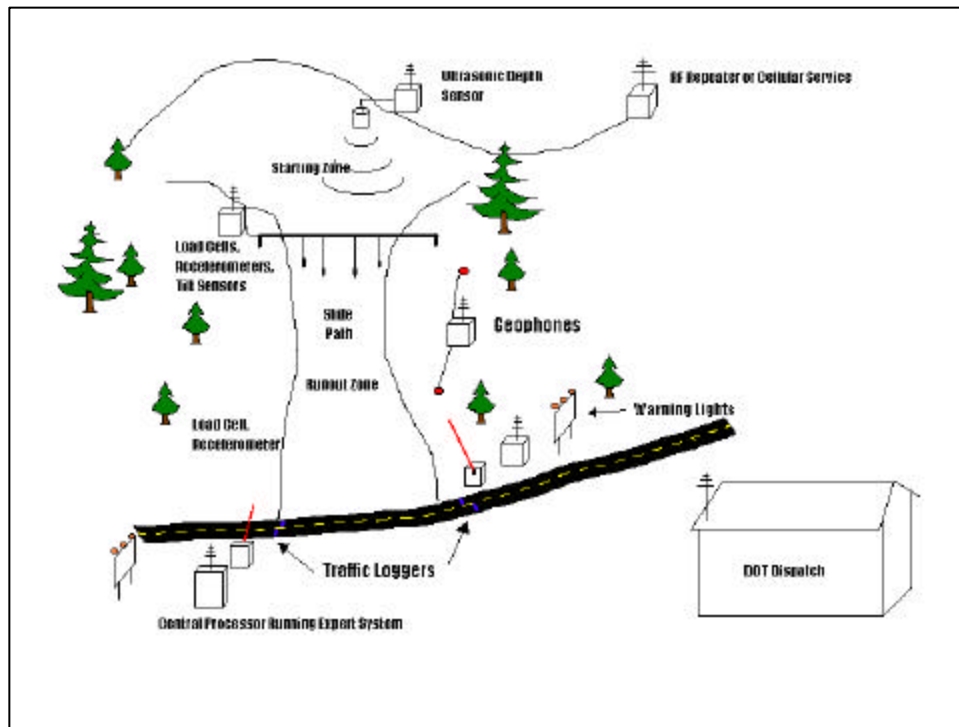 Ultrasonic Depth
Sensor
RF Repeater or Cellular Service
Starting Zone
Load Cells,
Accelerometers,
Tilt Sensors
Slide
Path
Geophones
Runout Zone
Warning Lights
Load Cell,
Accelerometer
Traffic Loggers
DOT Dispatch
Central Processor Running Expert System